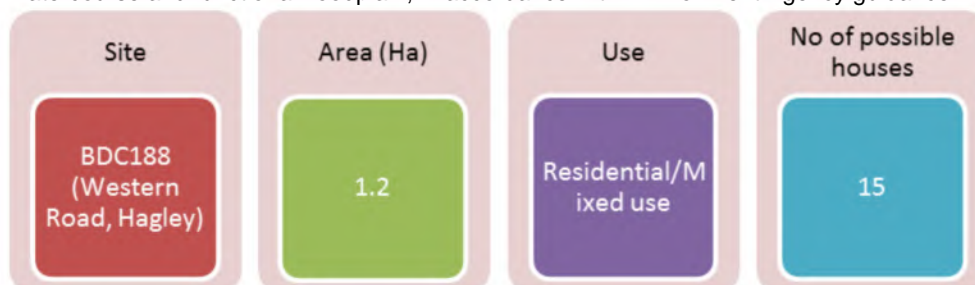 Site
Area (Ha)
Use
No of possible
houses
BDC188
(Western
Road, Hagley)
1.2
Residential/M
ixed use
15